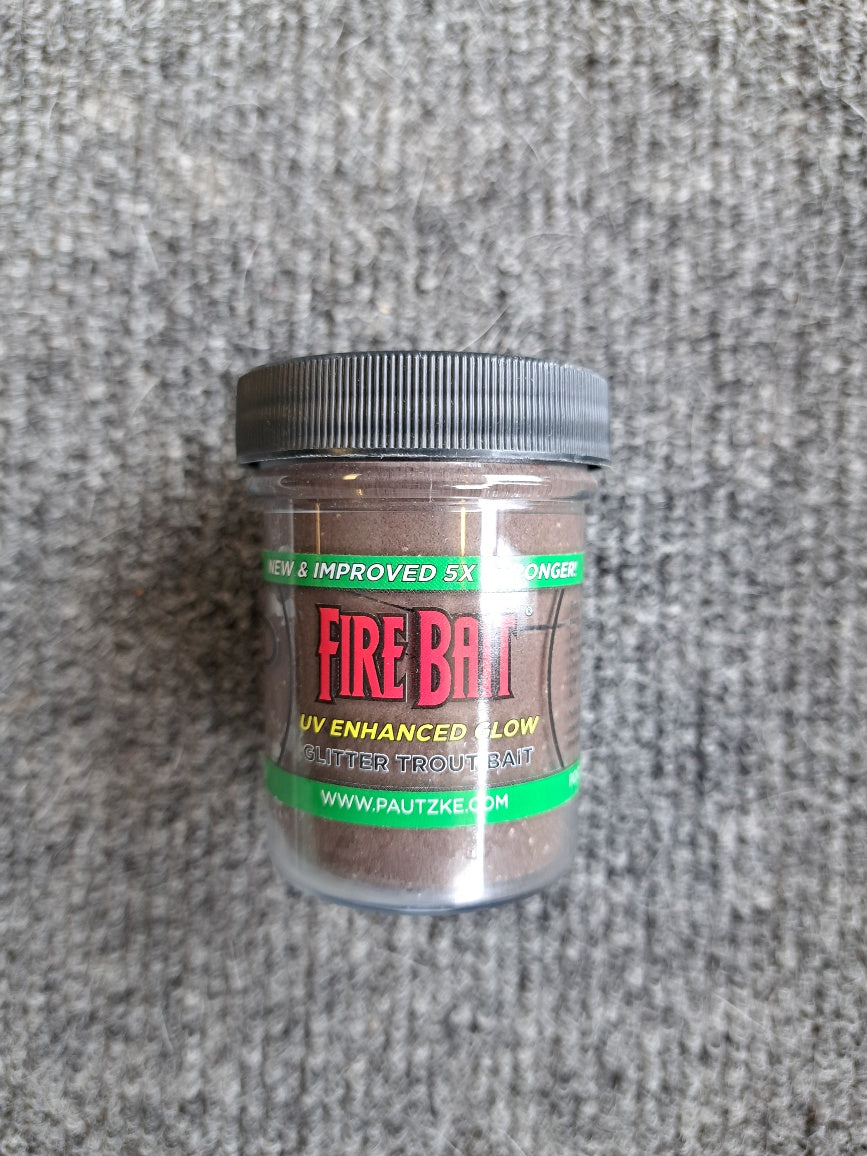 NEW & IMPROVED 5X STRONGER!
FIRE BAIT®
UV ENHANCED GLOW
GLITTER TROUT BAIT
WWW.PAUTZKE.COM